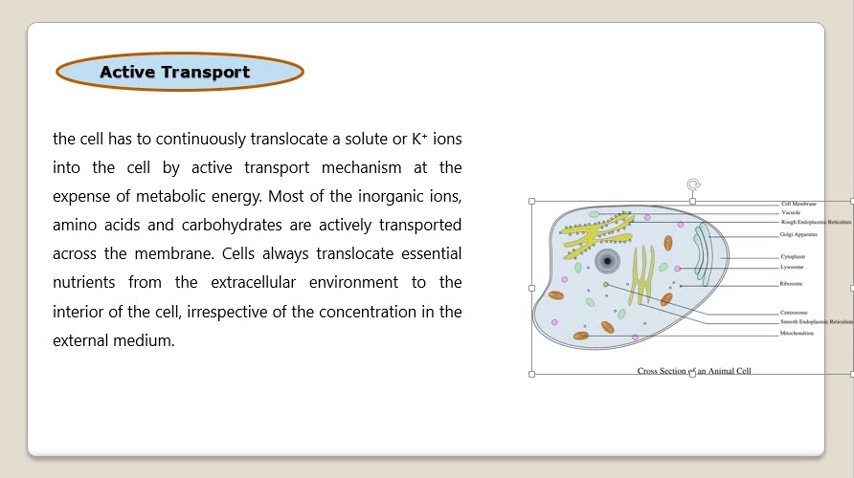 Active Transport
the cell has to continuously translocate a solute or K⁺ ions
into the cell by active transport mechanism at the
expense of metabolic energy. Most of the inorganic ions,
amino acids and carbohydrates are actively transported
across the membrane. Cells always translocate essential
nutrients from the extracellular environment to the
interior of the cell, irrespective of the concentration in the
external medium.
Cell Membrane
Vacuole
Rough Endoplasmic Reticulum
Golgi Apparatus
Cytoplasm
Lysosome
Ribosome
Centrosome
Smooth Endoplasmic Reticulum
Mitochondrion
Cross Section of an Animal Cell